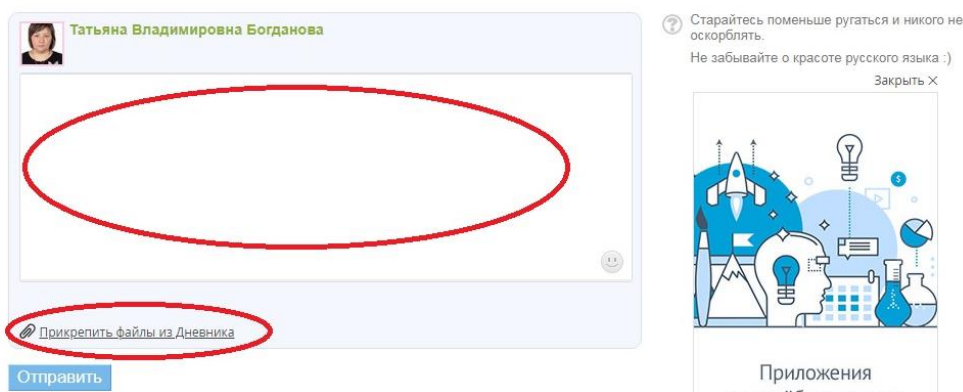 Татьяна Владимировна Богданова
Прикрепить файлы из Дневника
Отправить
Старайтесь поменьше ругаться и никого не
оскорблять.
Не забывайте о красоте русского языка :)
Закрыть ×
Приложения